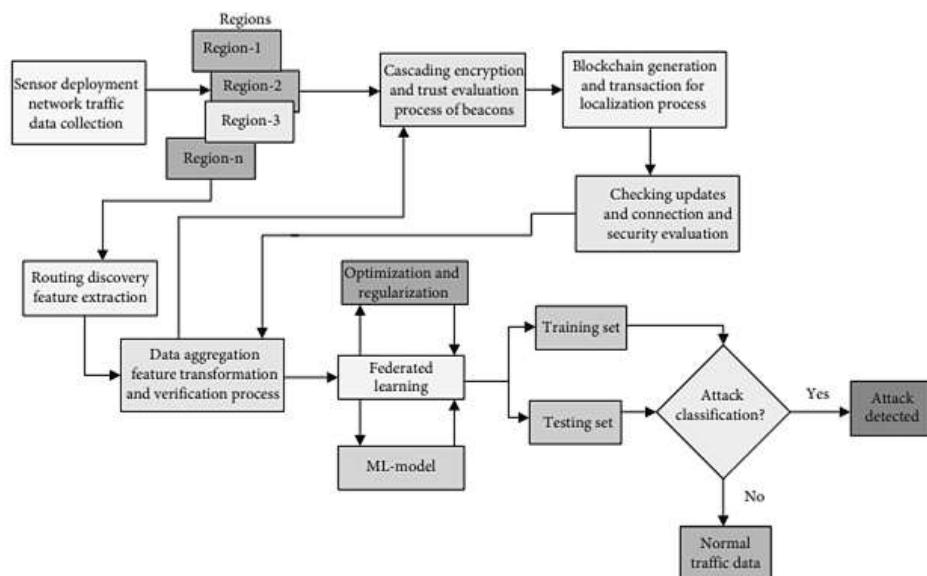 Regions
Region-1
Region-2
Region-3
Region-n
Sensor deployment
network traffic
data collection
Cascading encryption
and trust evaluation
process of beacons
Blockchain generation
and transaction for
localization process
Checking updates
and connection and
security evaluation
Routing discovery
feature extraction
Optimization and
regularization
Data aggregation
feature transformation
and verification process
Federated
learning
ML-model
Training set
Testing set
Attack
classification?
Yes
Attack
detected
No
Normal
traffic data